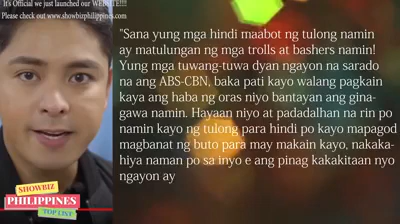 It's Official we just launched our WEBSITE!!!!
Please check out www.showbizphilippines.com
"Sana yung mga hindi maabot ng tulong namin
ay matulungan ng mga trolls at bashers namin!
Yung mga tuwang-tuwa dyan ngayon na sarado
na ang ABS-CBN, baka pati kayo walang pagkain
kaya ang haba ng oras niyo bantayan ang gina-
gawa namin. Hayaan niyo at padadalhan na rin po
namin kayo ng tulong para hindi po kayo mapagod
magbanat ng buto para may makain kayo, nakaka-
hiya naman po sa inyo e ang pinag kakakitaan nyo
ngayon ay
SHOWBIZ
PHILIPPINES
TOP LINE